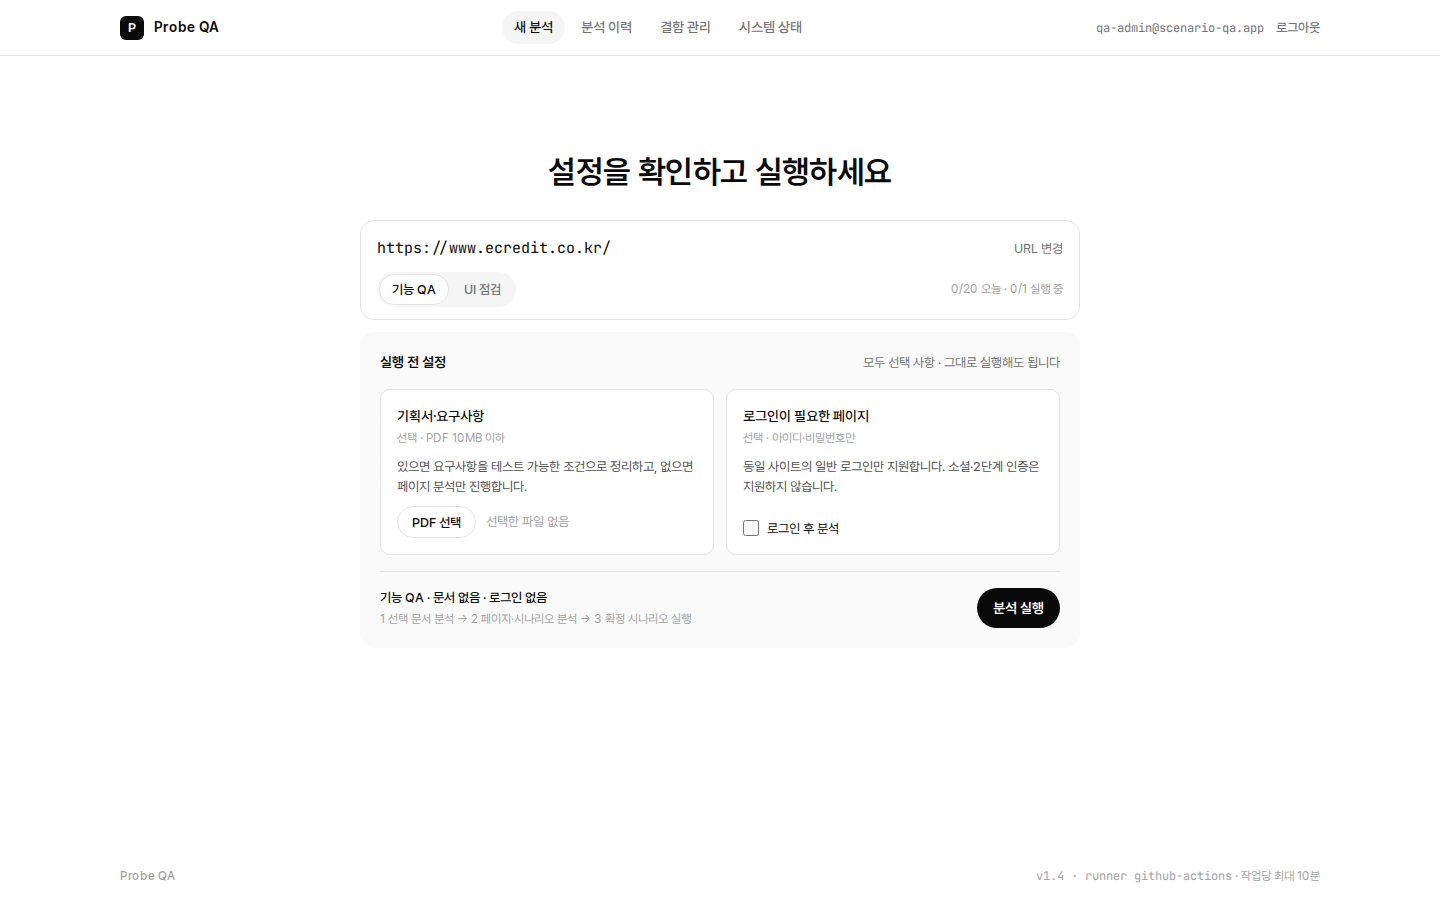 P Probe QA 새 분석 분석 이력 결함 관리 시스템 상태 qa-admin@scenario-qa.app 로그아웃
설정을 확인하고 실행하세요
https://www.ecredit.co.kr/ URL 변경
기능 QA UI 점검 0/20 오늘 · 0/1 실행 중
실행 전 설정 모두 선택 사항 · 그대로 실행해도 됩니다
기획서·요구사항
선택 · PDF 10MB 이하
있으면 요구사항을 테스트 가능한 조건으로 정리하고, 없으면
페이지 분석만 진행합니다.
PDF 선택 선택한 파일 없음
로그인이 필요한 페이지
선택 · 아이디·비밀번호만
동일 사이트의 일반 로그인만 지원합니다. 소셜·2단계 인증은
지원하지 않습니다.
로그인 후 분석
기능 QA · 문서 없음 · 로그인 없음
1 선택 문서 분석 → 2 페이지·시나리오 분석 → 3 확정 시나리오 실행
분석 실행
Probe QA v1.4 · runner github-actions · 작업당 최대 10분